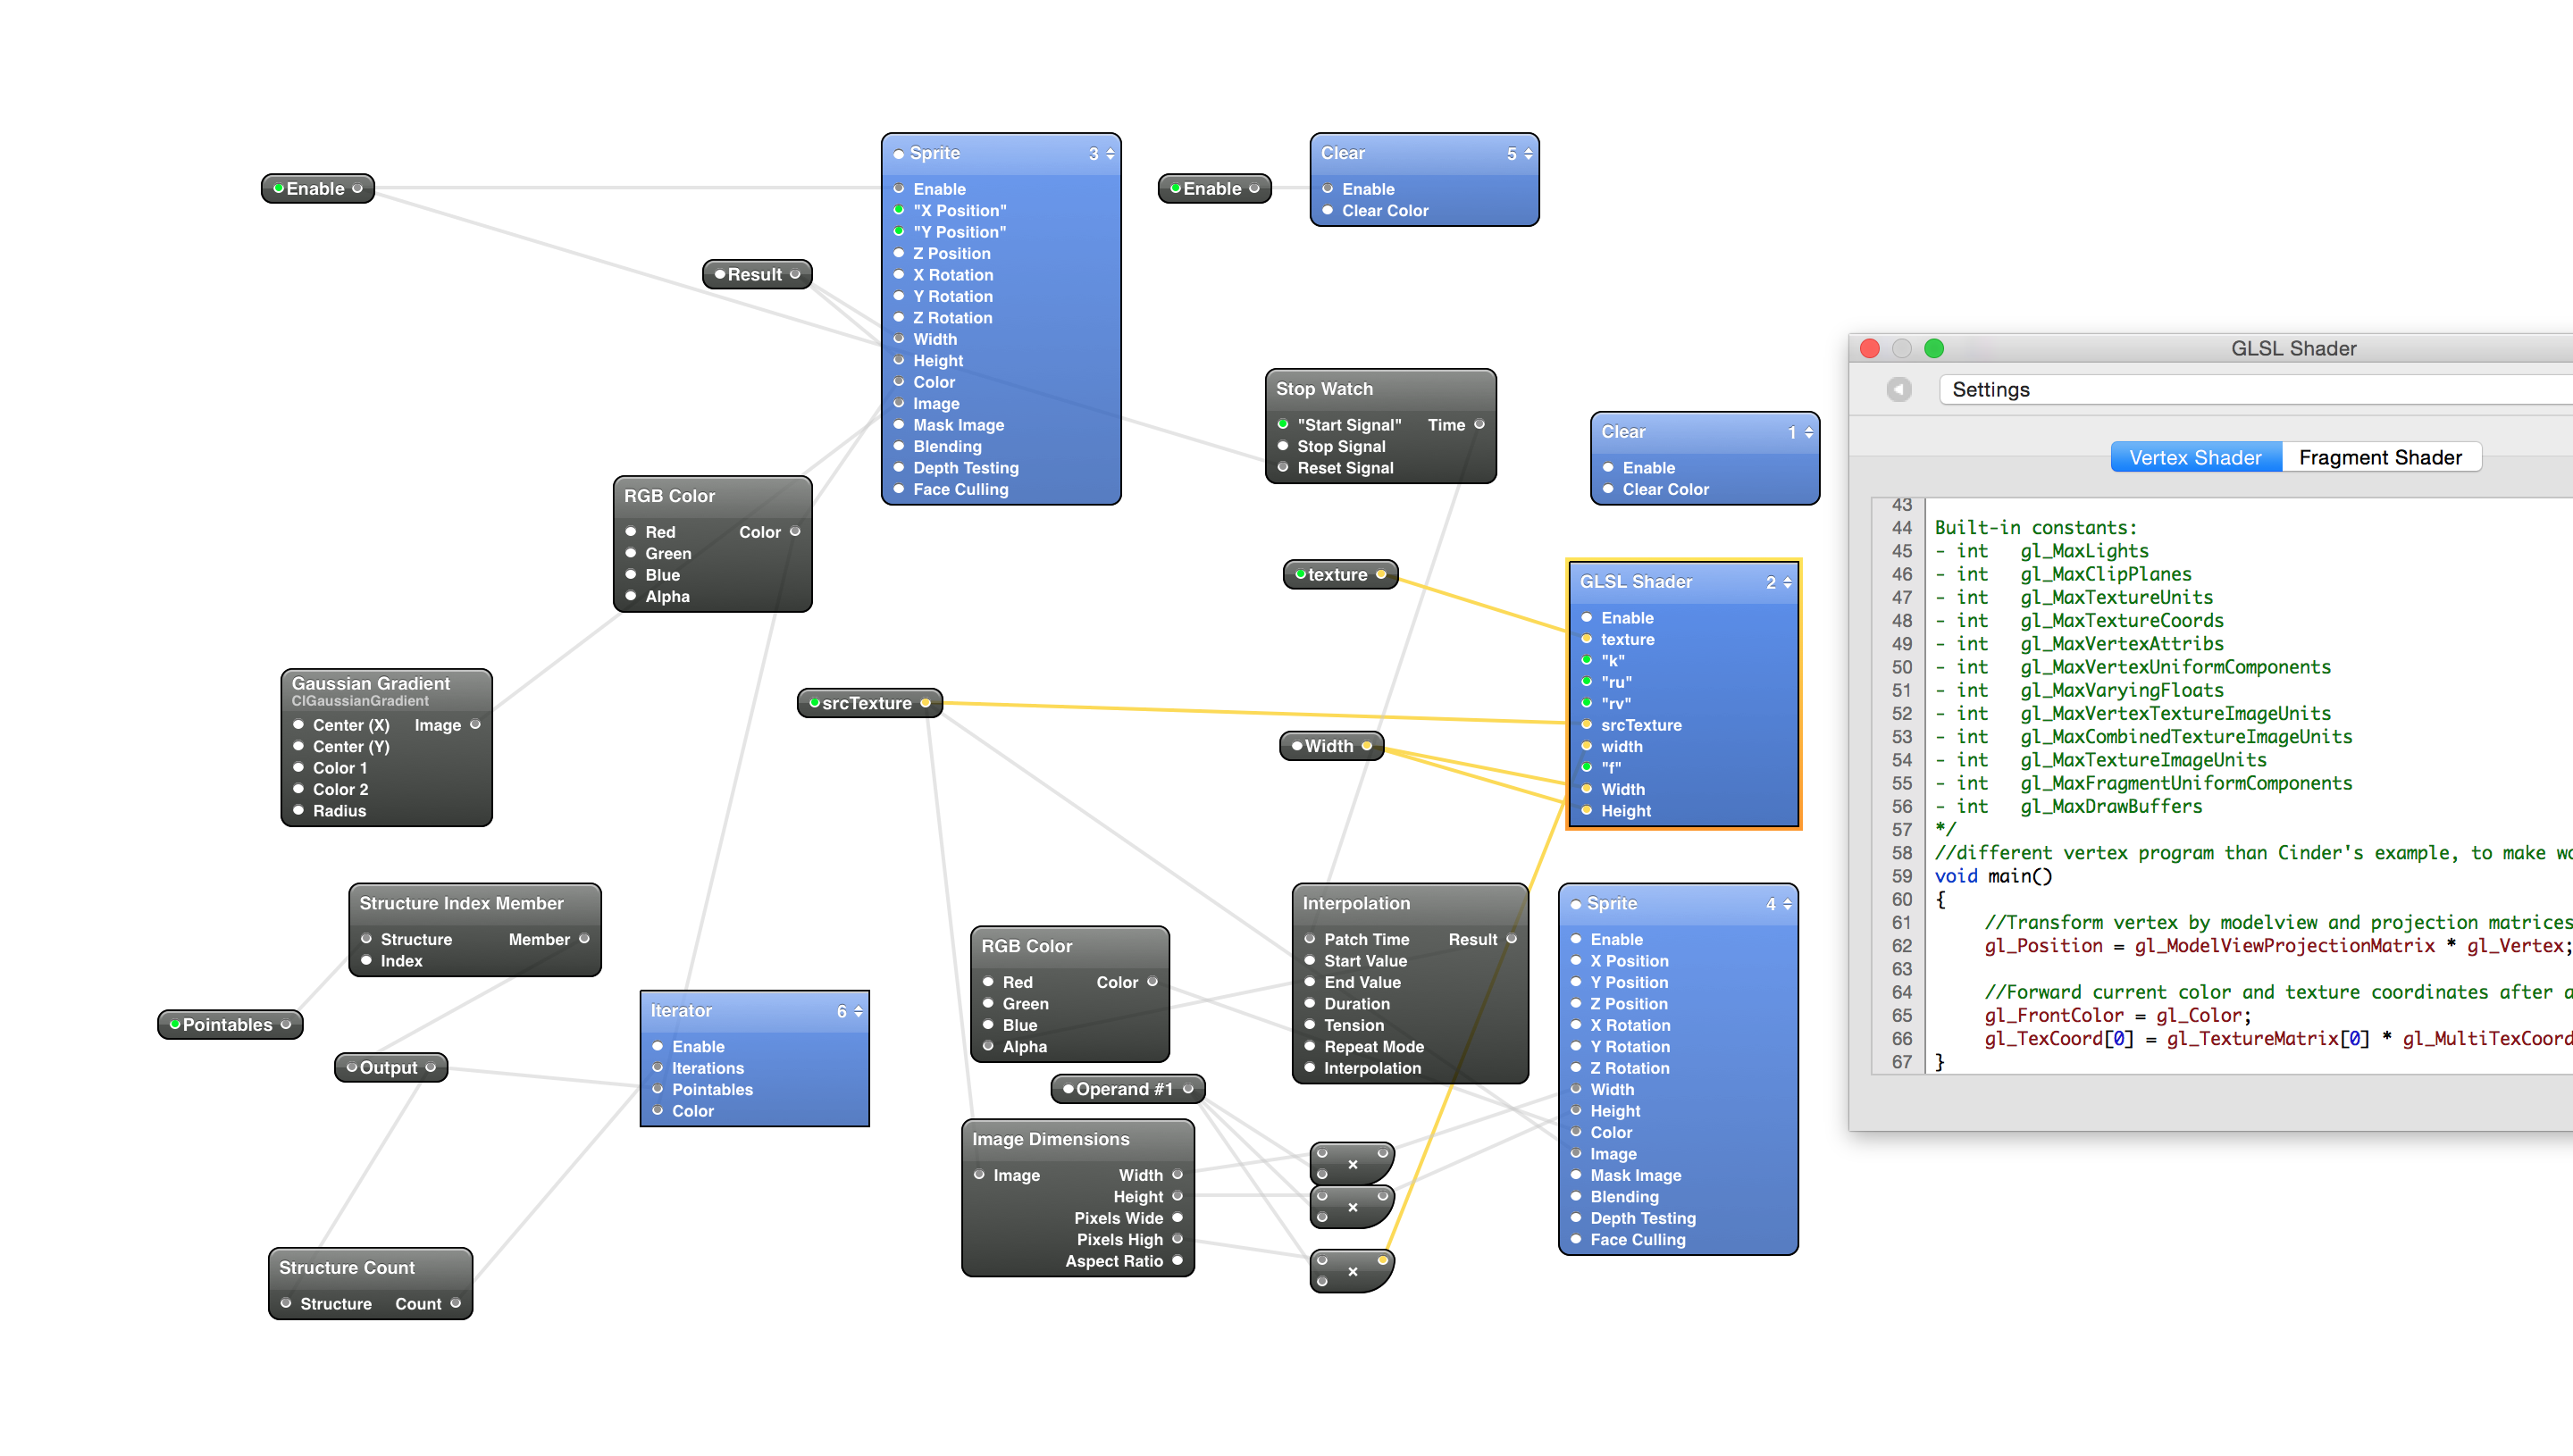 Enable
Sprite 3
Enable
"X Position"
"Y Position"
Z Position
X Rotation
Y Rotation
Z Rotation
Width
Height
Color
Image
Mask Image
Blending
Depth Testing
Face Culling
Enable
Clear 5
Enable
Clear Color
Result
Stop Watch
"Start Signal" Time
Stop Signal
Reset Signal
Clear 1
Enable
Clear Color
RGB Color
Red Color
Green
Blue
Alpha
texture
GLSL Shader 2
Enable
texture
"k"
"ru"
"rv"
srcTexture
width
"f"
Width
Height
Gaussian Gradient
CIGaussianGradient
Center (X) Image
Center (Y)
Color 1
Color 2
Radius
srcTexture
Width
Structure Index Member
Structure Member
Index
Pointables
Output
Iterator 6
Enable
Iterations
Pointables
Color
RGB Color
Red Color
Green
Blue
Alpha
Interpolation
Patch Time Result
Start Value
End Value
Duration
Tension
Repeat Mode
Interpolation
Sprite 4
Enable
X Position
Y Position
Z Position
X Rotation
Y Rotation
Z Rotation
Width
Height
Color
Image
Mask Image
Blending
Depth Testing
Face Culling
Operand #1
Image Dimensions
Image Width
Height
Pixels Wide
Pixels High
Aspect Ratio
×
×
×
Structure Count
Structure Count
GLSL Shader
Settings
Vertex Shader Fragment Shader
43
44 Built-in constants:
45 - int gl_MaxLights
46 - int gl_MaxClipPlanes
47 - int gl_MaxTextureUnits
48 - int gl_MaxTextureCoords
49 - int gl_MaxVertexAttribs
50 - int gl_MaxVertexUniformComponents
51 - int gl_MaxVaryingFloats
52 - int gl_MaxVertexTextureImageUnits
53 - int gl_MaxCombinedTextureImageUnits
54 - int gl_MaxTextureImageUnits
55 - int gl_MaxFragmentUniformComponents
56 - int gl_MaxDrawBuffers
57 */
58 //different vertex program than Cinder's example, to make
59 void main()
60 {
61 //Transform vertex by modelview and projection matrices
62 gl_Position = gl_ModelViewProjectionMatrix * gl_Vertex;
63
64 //Forward current color and texture coordinates after
65 gl_FrontColor = gl_Color;
66 gl_TexCoord[0] = gl_TextureMatrix[0] * gl_MultiTexCoord
67 }